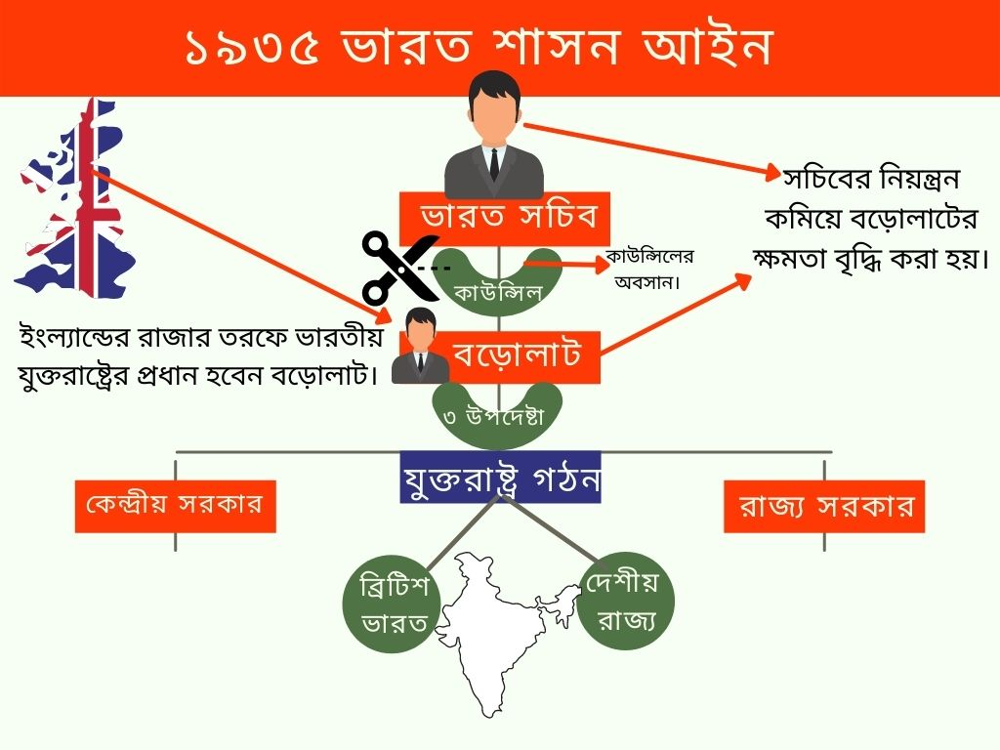 ১৯৩৫ ভারত শাসন আইন
সচিবের নিয়ন্ত্রন
কমিয়ে বড়োলাটের
ক্ষমতা বৃদ্ধি করা হয়।
ভারত সচিব
কাউন্সিলের
অবসান।
কাউন্সিল
ইংল্যান্ডের রাজার তরফে ভারতীয়
যুক্তরাষ্ট্রের প্রধান হবেন বড়োলাট।
বড়োলাট
৩ উপদেষ্টা
যুক্তরাষ্ট্র গঠন
কেন্দ্রীয় সরকার
রাজ্য সরকার
ব্রিটিশ
ভারত
দেশীয়
রাজ্য